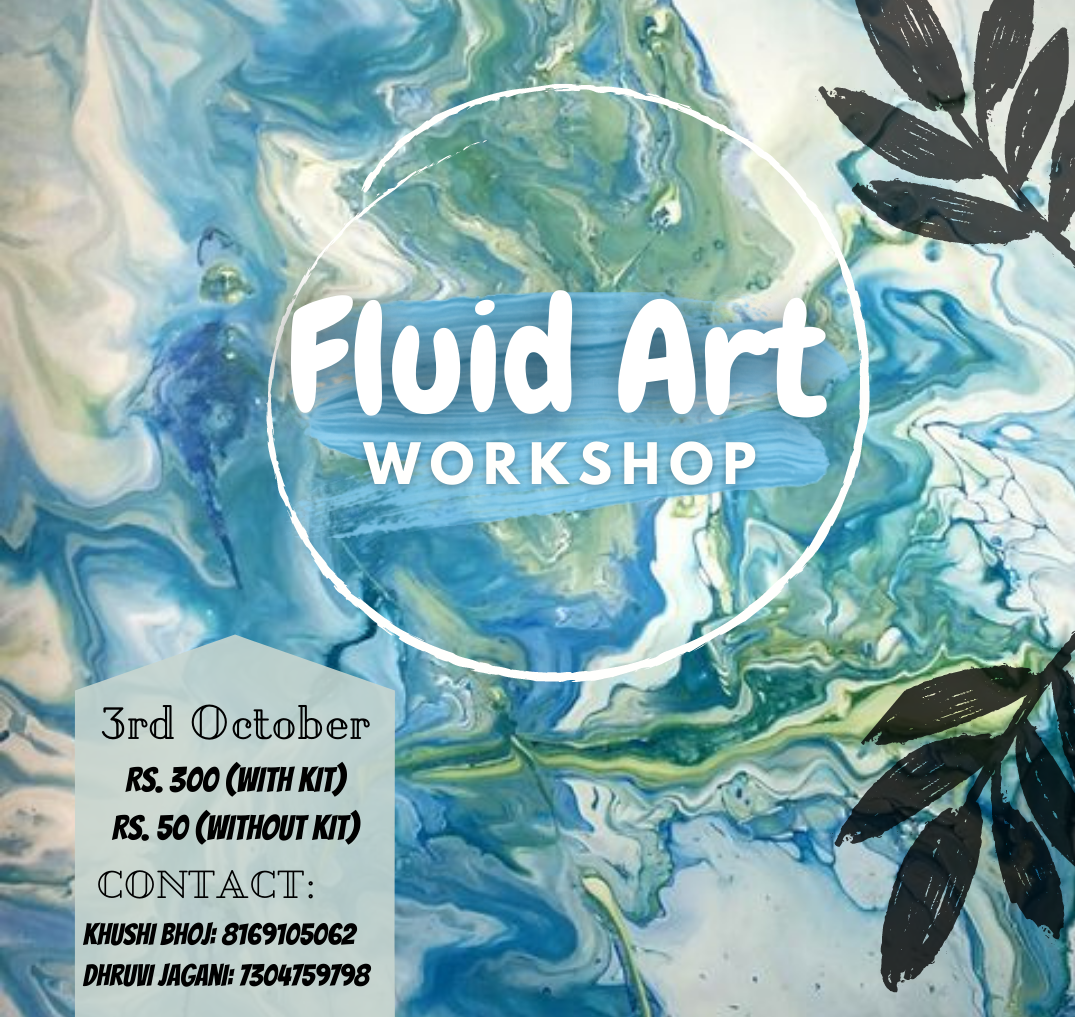 Fluid Art
WORKSHOP
3rd October
RS. 300 (WITH KIT)
RS. 50 (WITHOUT KIT)
CONTACT:
KHUSHI BHOJ: 8169105062
DHRUVI JAGANI: 7304759798